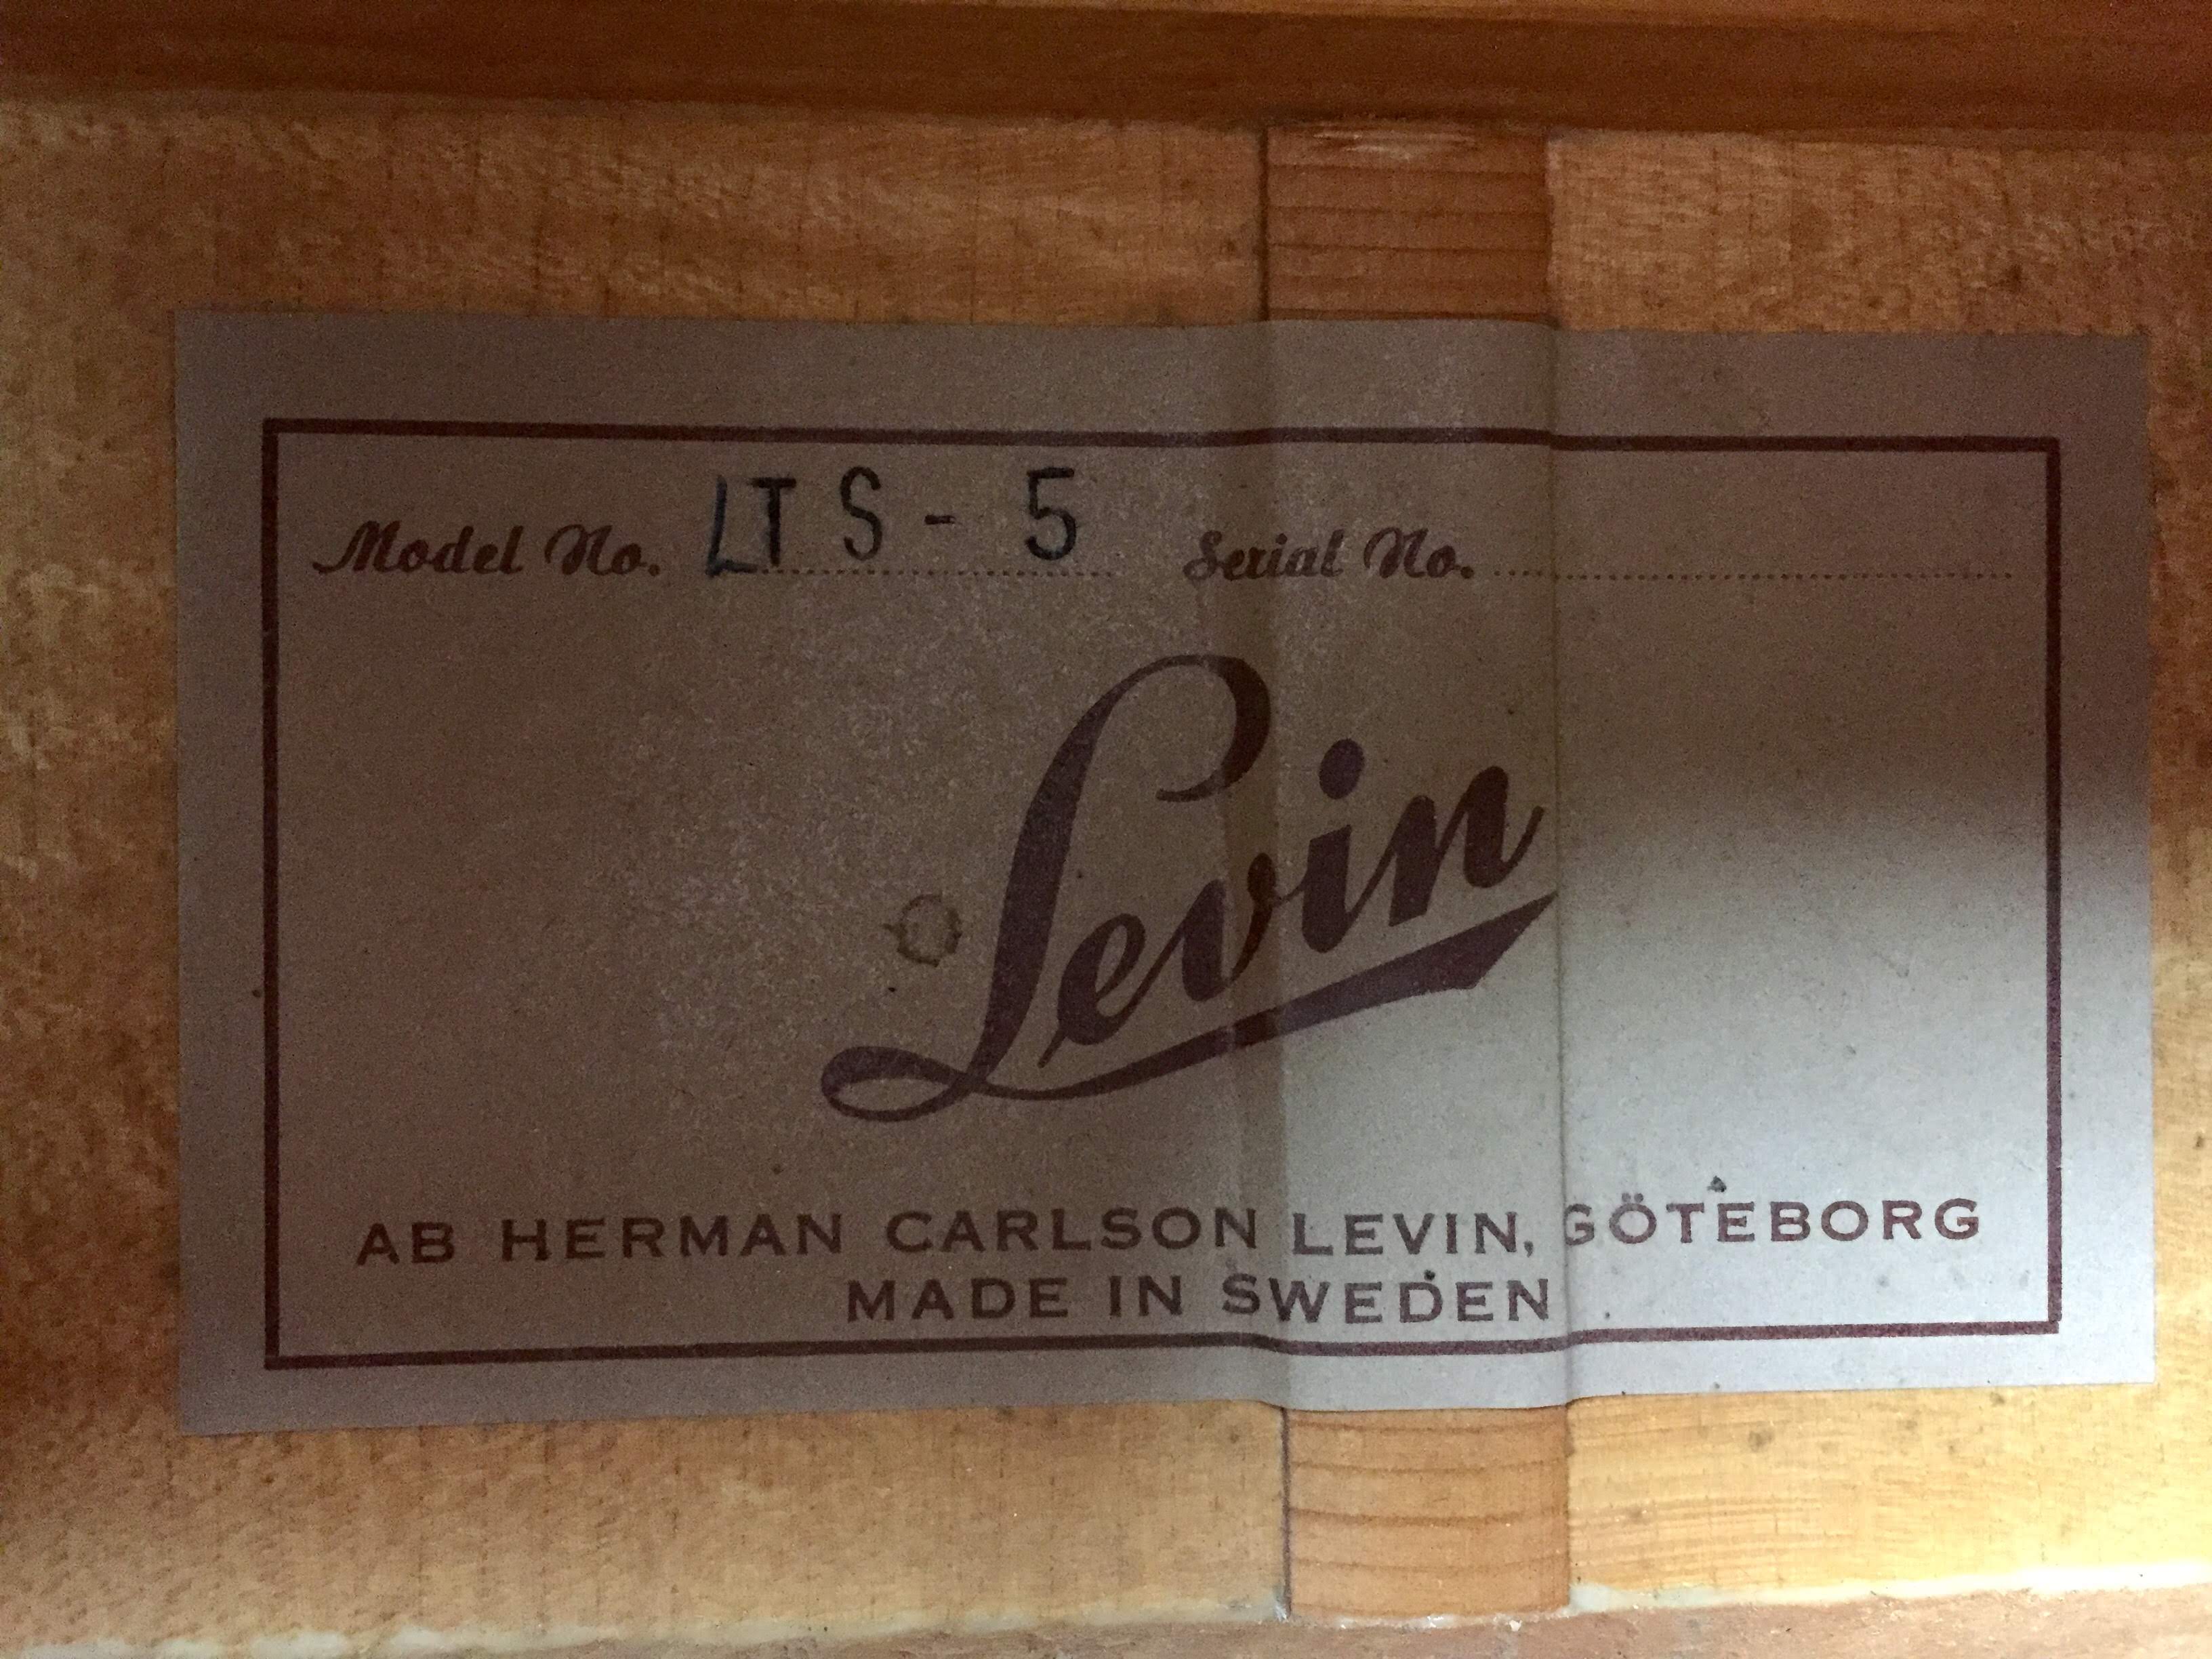 Model No. LTS-5 Serial No.
Levin
AB HERMAN CARLSON LEVIN, GÖTEBORG
MADE IN SWEDEN